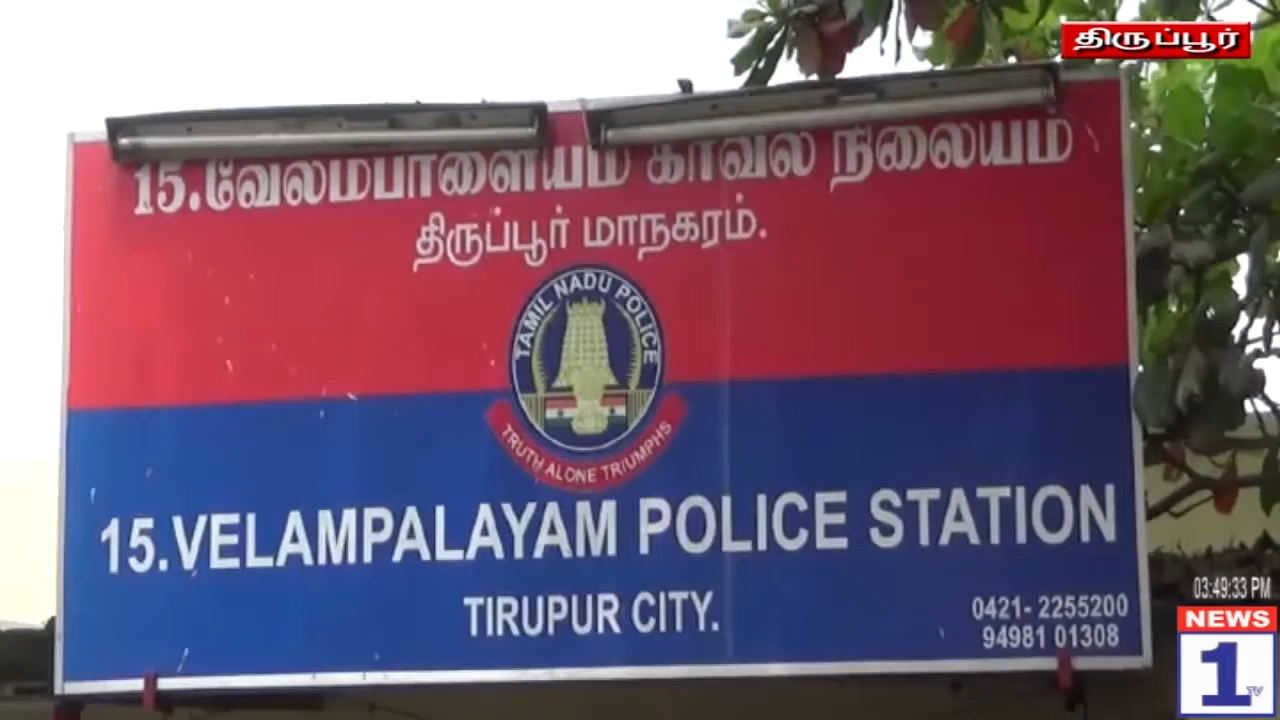 திருப்பூர்
15.வேலம்பாளையம் காவல் நிலையம்
திருப்பூர் மாநகரம்.
TAMIL NADU POLICE
TRUTH ALONE TRIUMPHS
15.VELAMPALAYAM POLICE STATION
TIRUPUR CITY.
0421- 2255200
94981 01308
03:49:33 PM
NEWS
1
TV